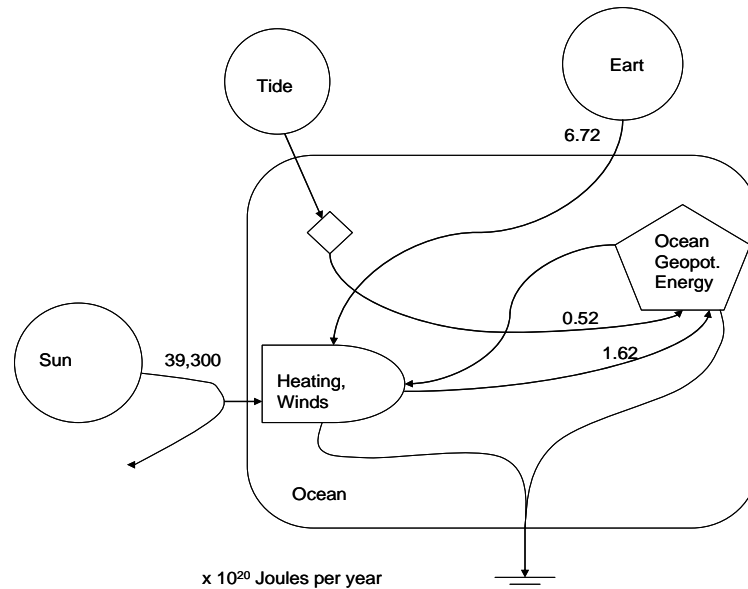 Tide
Eart
6.72
Ocean
Geopot.
Energy
0.52
39,300
Sun
1.62
Heating,
Winds
Ocean
x 10²⁰ Joules per year